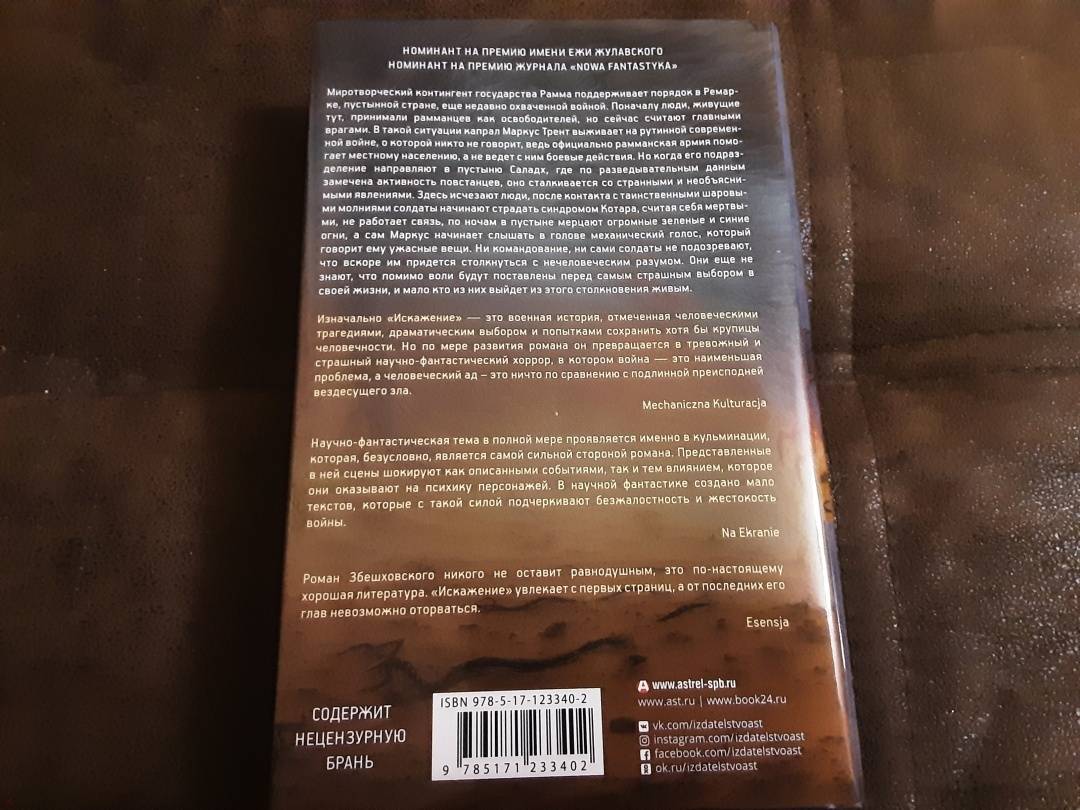 НОМИНАНТ НА ПРЕМИЮ ИМЕНИ ЕЖИ ЖУЛАВСКОГО
НОМИНАНТ НА ПРЕМИЮ ЖУРНАЛА «NOWA FANTASTYKA»
Миротворческий контингент государства Рамма поддерживает порядок в Ремар-
ке, пустынной стране, еще недавно охваченной войной. Поначалу люди, живущие
тут, принимали рамманцев как освободителей, но сейчас считают главными
врагами. В такой ситуации капрал Маркус Трент выживает на рутинной современ-
ной войне, о которой никто не говорит, ведь официально рамманская армия помо-
гает местному населению, а не ведет с ним боевые действия. Но когда его подраз-
деление направляют в пустыню Саладх, где по разведывательным данным
замечена активность повстанцев, оно сталкивается со странными и необъясни-
мыми явлениями. Здесь исчезают люди, после контакта с таинственными шаровы-
ми молниями солдаты начинают страдать синдромом Котара, считая себя мертвы-
ми, не работает связь, по ночам в пустыне мерцают огромные зеленые и синие
огни, а сам Маркус начинает слышать в голове механический голос, который
говорит ему ужасные вещи. Ни командование, ни сами солдаты не подозревают,
что вскоре им придется столкнуться с нечеловеческим разумом. Они еще не
знают, что помимо воли будут поставлены перед самым страшным выбором в
своей жизни, и мало кто из них выйдет из этого столкновения живым.
Изначально «Искажение» — это военная история, отмеченная человеческими
трагедиями, драматическим выбором и попытками сохранить хотя бы крупицы
человечности. Но по мере развития романа он превращается в тревожный и
страшный научно-фантастический хоррор, в котором война — это наименьшая
проблема, а человеческий ад – это ничто по сравнению с подлинной преисподней
вездесущего зла.
Mechaniczna Kulturacja
Научно-фантастическая тема в полной мере проявляется именно в кульминации,
которая, безусловно, является самой сильной стороной романа. Представленные
в ней сцены шокируют как описанными событиями, так и тем влиянием, которое
они оказывают на психику персонажей. В научной фантастике создано мало
текстов, которые с такой силой подчеркивают безжалостность и жестокость
войны.
Na Ekranie
Роман Збешховского никого не оставит равнодушным, это по-настоящему
хорошая литература. «Искажение» увлекает с первых страниц, а от последних его
глав невозможно оторваться.
Esensja
СОДЕРЖИТ
НЕЦЕНЗУРНУЮ
БРАНЬ
ISBN 978-5-17-123340-2
9 785171 233402
www.astrel-spb.ru
www.ast.ru | www.book24.ru
vk.com/izdatelstvoast
instagram.com/izdatelstvoast
facebook.com/izdatelstvoast
ok.ru/izdatelstvoast